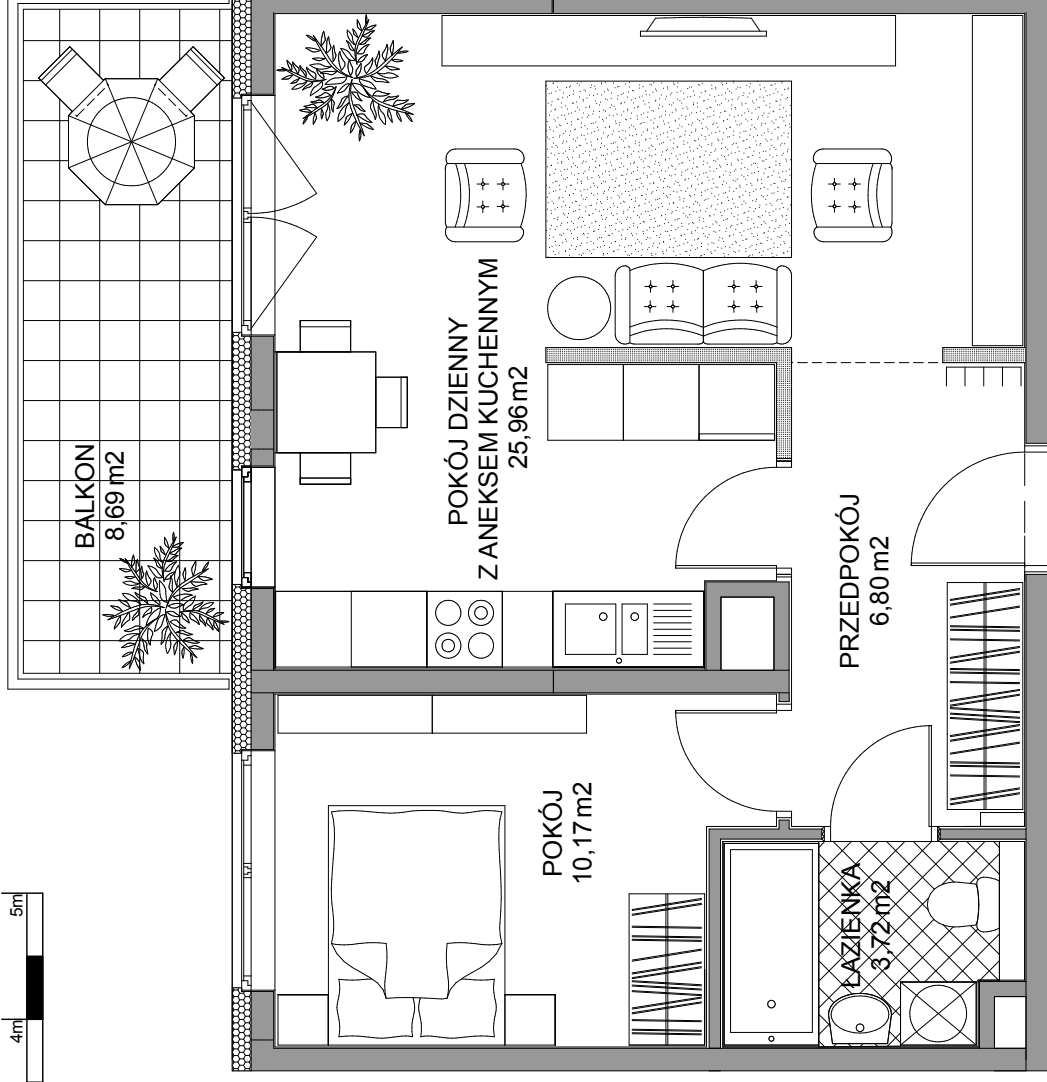 BALKON
8,69 m2
POKÓJ DZIENNY
Z ANEKSEM KUCHENNYM
25,96 m2
PRZEDPOKÓJ
6,80 m2
POKÓJ
10,17 m2
ŁAZIENKA
3,72 m2
4m
5m